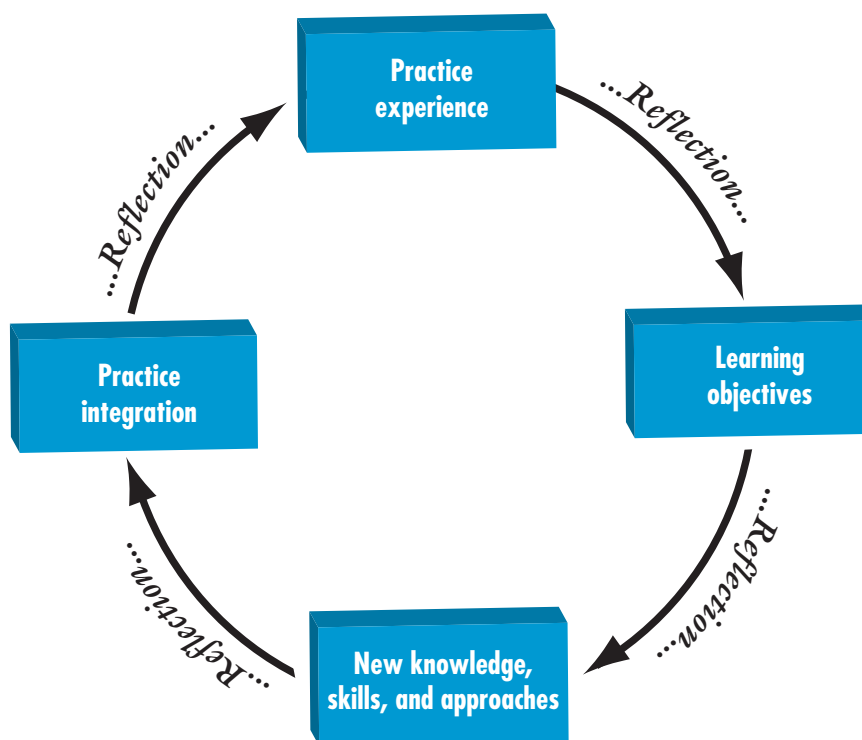 Practice
experience
...Reflection...
Learning
objectives
...Reflection...
New knowledge,
skills, and approaches
...Reflection...
Practice
integration
...Reflection...